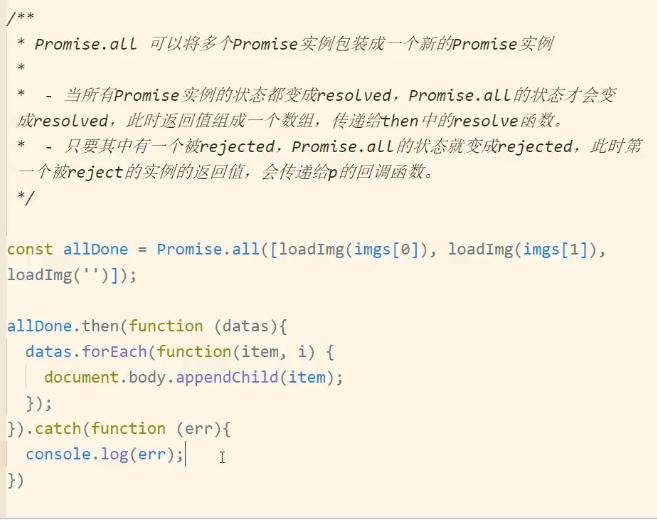 /**
* Promise.all 可以将多个Promise实例包装成一个新的Promise实例
*
* - 当所有Promise实例的状态都变成resolved，Promise.all的状态才会变
成resolved，此时返回值组成一个数组，传递给then中的resolve函数。
* - 只要其中有一个被rejected，Promise.all的状态就变成rejected，此时第
一个被reject的实例的返回值，会传递给p的回调函数。
*/
const allDone = Promise.all([loadImg(imgs[0]), loadImg(imgs[1]),
loadImg('')]);
allDone.then(function (datas){
datas.forEach(function(item, i) {
document.body.appendChild(item);
});
}).catch(function (err){
console.log(err);
})